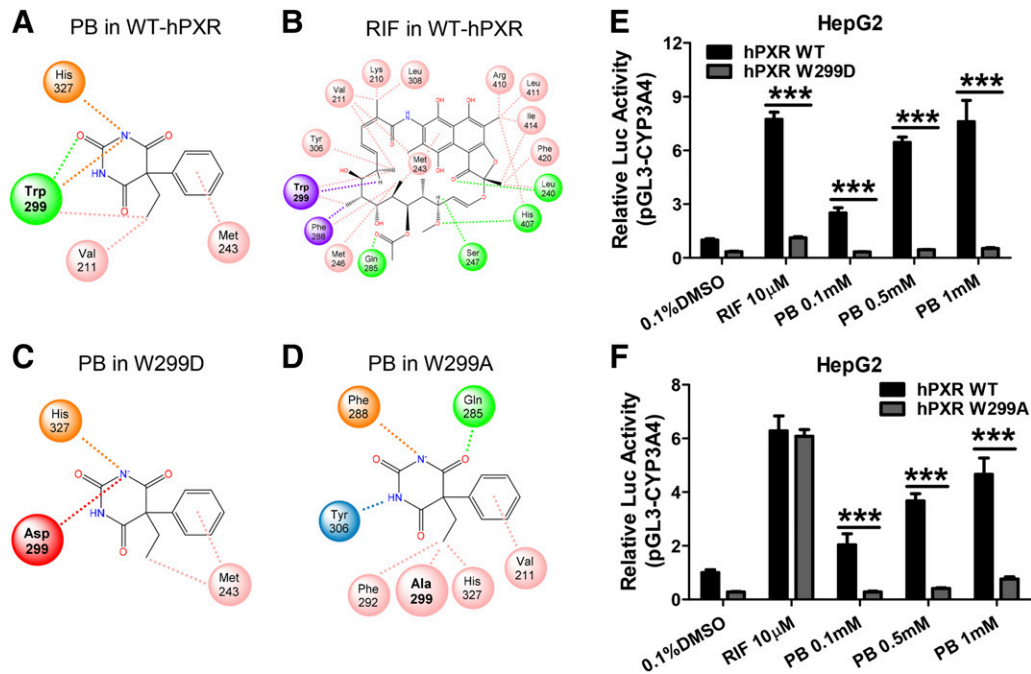 A
PB in WT-hPXR
His
327
O
N-
O
HN
O
Trp
299
Val
211
Met
243
B
RIF in WT-hPXR
Lys
210
Leu
308
Val
211
Arg
410
Leu
411
Ile
414
Tyr
306
Met
243
Phe
420
Trp
299
Leu
240
Phe
288
His
407
Met
246
Gln
285
Ser
247
C
PB in W299D
His
327
O
N-
O
HN
O
Asp
299
Met
243
D
PB in W299A
Phe
288
Gln
285
O
N-
O
HN
O
Tyr
306
Phe
292
Ala
299
His
327
Val
211
E
HepG2
hPXR WT
hPXR W299D
Relative Luc Activity
(pGL3-CYP3A4)
12
9
6
3
0
***
***
***
***
0.1%DMSO
RIF 10μM
PB 0.1mM
PB 0.5mM
PB 1mM
F
HepG2
hPXR WT
hPXR W299A
Relative Luc Activity
(pGL3-CYP3A4)
8
6
4
2
0
***
***
***
0.1%DMSO
RIF 10μM
PB 0.1mM
PB 0.5mM
PB 1mM